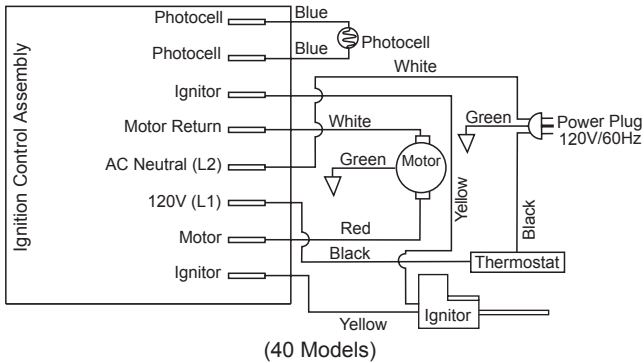 Ignition Control Assembly
Photocell
Blue
Photocell
Blue
Photocell
White
Ignitor
Motor Return
White
Green
Power Plug
120V/60Hz
AC Neutral (L2)
Green
Motor
Yellow
120V (L1)
Black
Motor
Red
Black
Thermostat
Ignitor
Yellow
Ignitor
(40 Models)